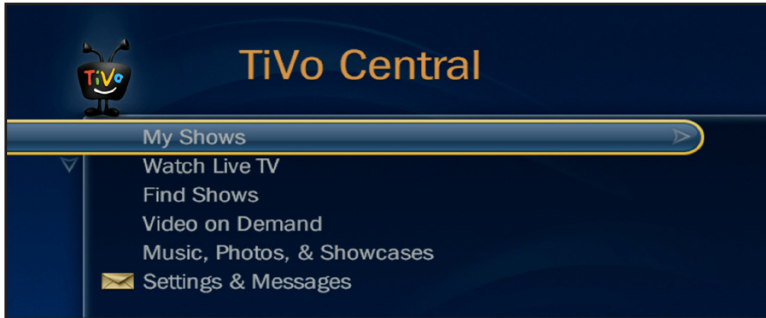 TiVo
TiVo Central
My Shows
Watch Live TV
Find Shows
Video on Demand
Music, Photos, & Showcases
Settings & Messages